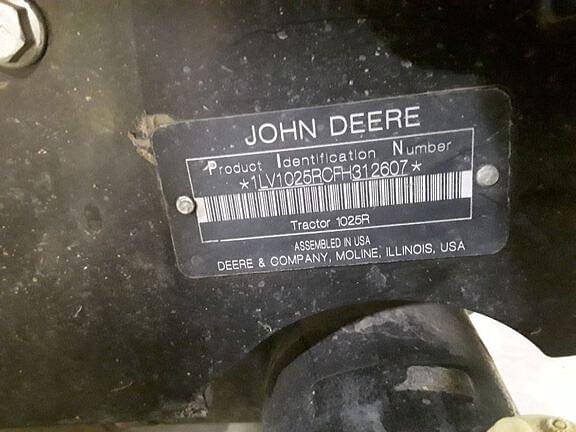 JOHN DEERE
Product Identification Number
*1LV1025RCFH312607*
Tractor 1025R
ASSEMBLED IN USA
DEERE & COMPANY, MOLINE, ILLINOIS, USA